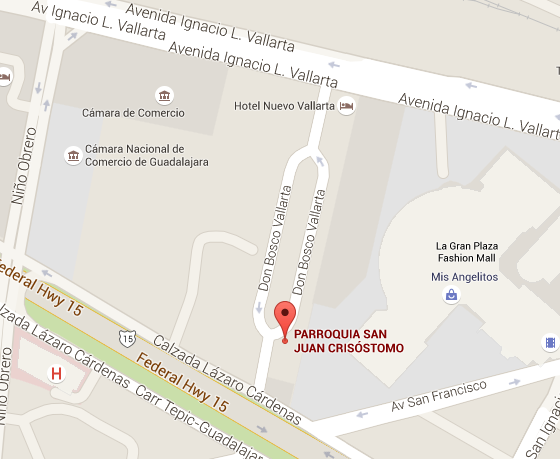 Av Ignacio L. Vallarta
Avenida Ignacio L. Vallarta
Avenida Ignacio L. Vallarta
Avenida Ignacio L. Vallarta
Hotel Nuevo Vallarta
Cámara de Comercio
Cámara Nacional de
Comercio de Guadalajara
Niño Obrero
Don Bosco Vallarta
Don Bosco Vallarta
La Gran Plaza
Fashion Mall
Mis Angelitos
Federal Hwy 15
15
PARROQUIA SAN
JUAN CRISÓSTOMO
Calzada Lázaro Cárdenas
Federal Hwy 15
H
Calzada Lázaro Cárdenas
Carr Tepic-Guadalajara
Av San Francisco
Niño Obrero
San Ignacio